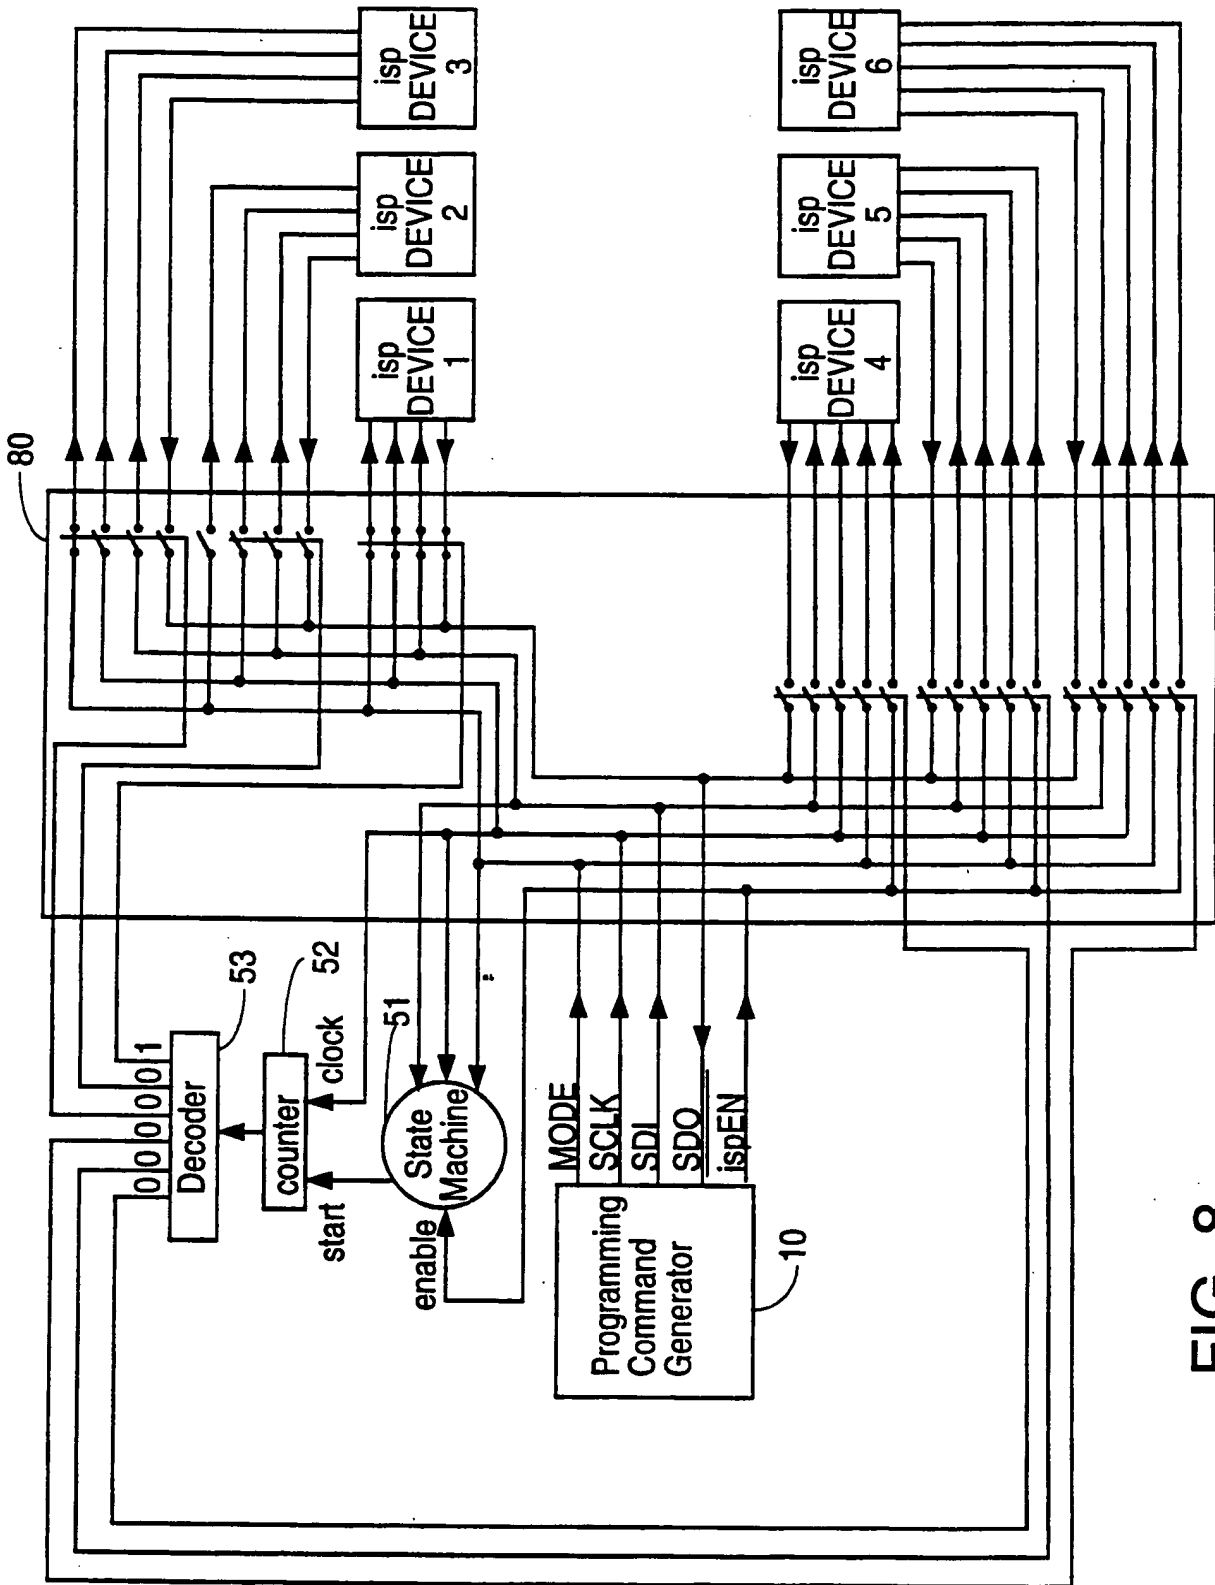 isp
DEVICE
3
isp
DEVICE
6
isp
DEVICE
2
isp
DEVICE
5
isp
DEVICE
1
isp
DEVICE
4
80
53
52
51
0 0 0 0 0 1
Decoder
counter
clock
start
State
Machine
enable
MODE
SCLK
SDI
SDO
ispEN
Programming
Command
Generator
10
FIG. 8